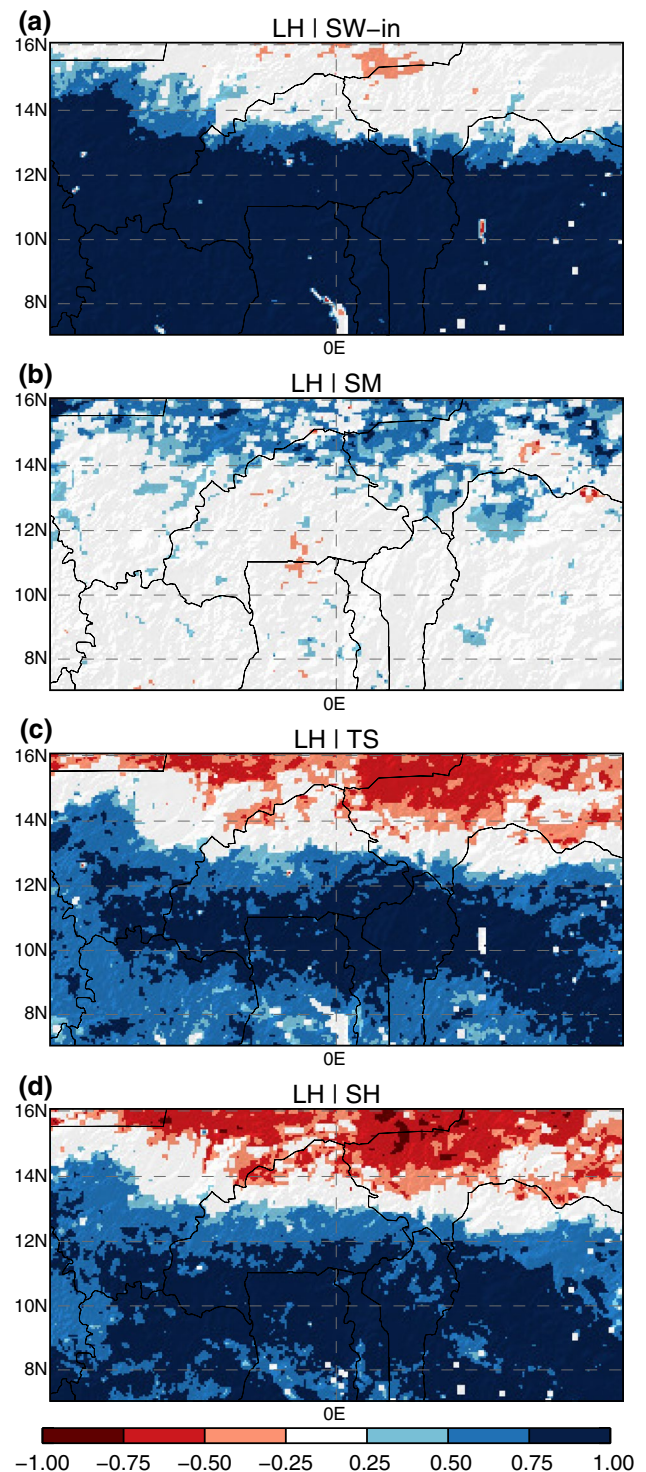 (a) LH | SW−in
16N
14N
12N
10N
8N
0E
(b) LH | SM
16N
14N
12N
10N
8N
0E
(c) LH | TS
16N
14N
12N
10N
8N
0E
(d) LH | SH
16N
14N
12N
10N
8N
0E
−1.00 −0.75 −0.50 −0.25 0.25 0.50 0.75 1.00